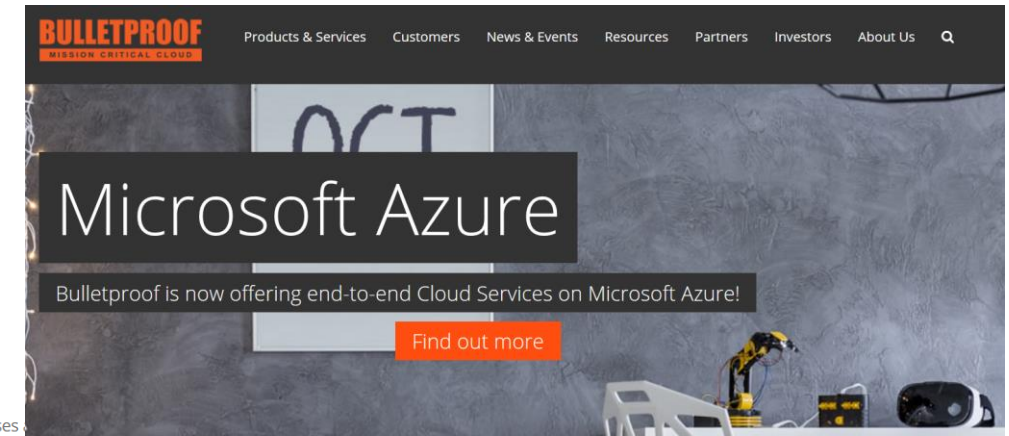 BULLETPROOF
MISSION CRITICAL CLOUD
Products & Services Customers News & Events Resources Partners Investors About Us
OCT
Microsoft Azure
Bulletproof is now offering end-to-end Cloud Services on Microsoft Azure!
Find out more